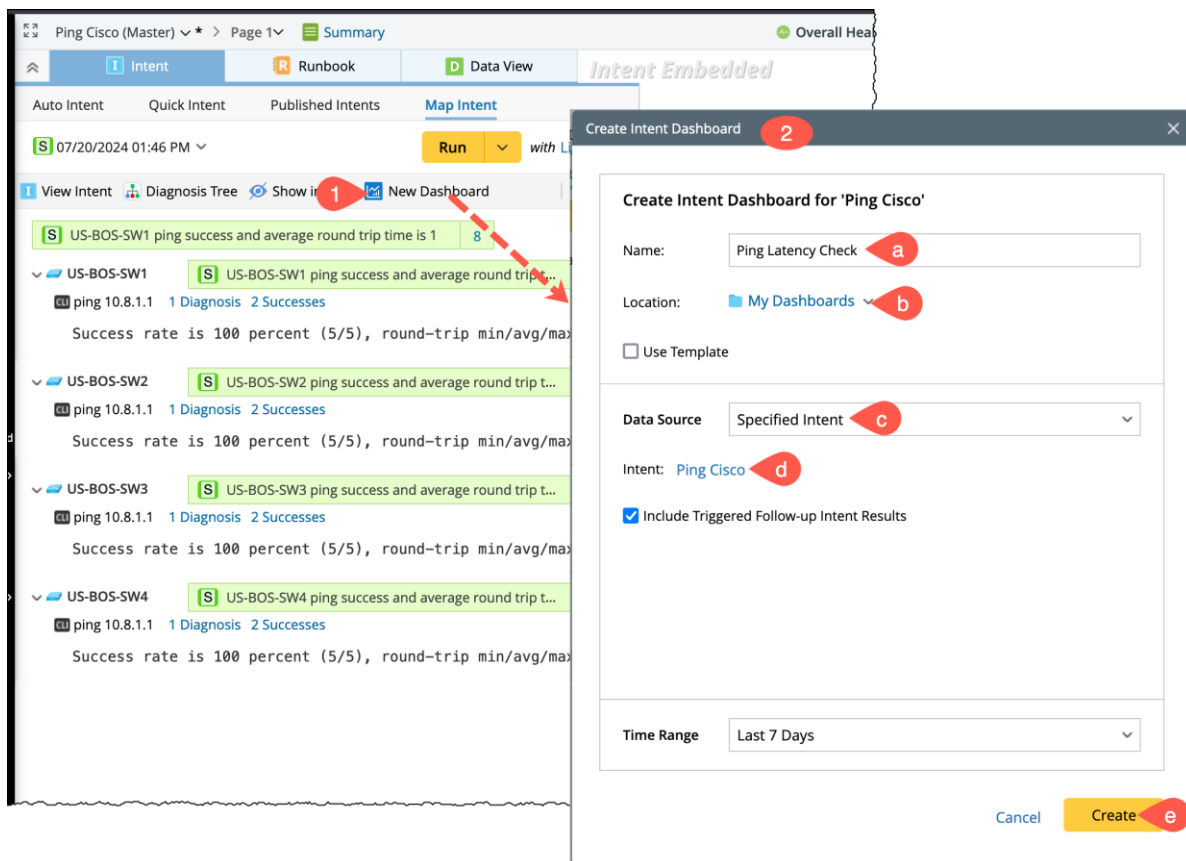 Ping Cisco (Master) * > Page 1 Summary
Overall Hea
I Intent
R Runbook
D Data View
Intent Embedded
Auto Intent Quick Intent Published Intents Map Intent
S 07/20/2024 01:46 PM
Run with Li
I View Intent Diagnosis Tree Show i 1 New Dashboard
S US-BOS-SW1 ping success and average round trip time is 1 8
US-BOS-SW1 S US-BOS-SW1 ping success and average round trip t...
CLI ping 10.8.1.1 1 Diagnosis 2 Successes
Success rate is 100 percent (5/5), round-trip min/avg/max
US-BOS-SW2 S US-BOS-SW2 ping success and average round trip t...
CLI ping 10.8.1.1 1 Diagnosis 2 Successes
Success rate is 100 percent (5/5), round-trip min/avg/max
US-BOS-SW3 S US-BOS-SW3 ping success and average round trip t...
CLI ping 10.8.1.1 1 Diagnosis 2 Successes
Success rate is 100 percent (5/5), round-trip min/avg/max
US-BOS-SW4 S US-BOS-SW4 ping success and average round trip t...
CLI ping 10.8.1.1 1 Diagnosis 2 Successes
Success rate is 100 percent (5/5), round-trip min/avg/max
Create Intent Dashboard 2
Create Intent Dashboard for 'Ping Cisco'
Name: Ping Latency Check a
Location: My Dashboards b
Use Template
Data Source Specified Intent c
Intent: Ping Cisco d
Include Triggered Follow-up Intent Results
Time Range Last 7 Days
Cancel Create e